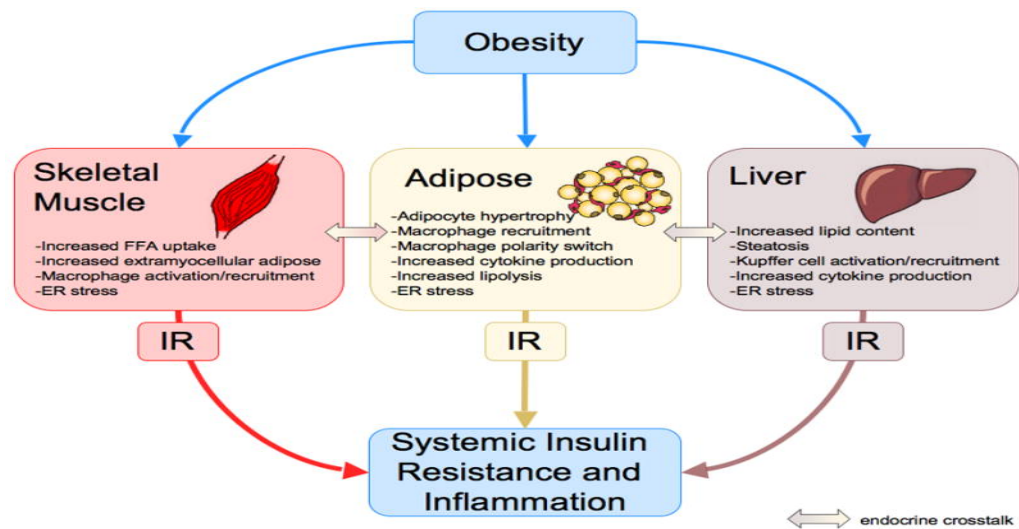 Obesity
Skeletal
Muscle
-Increased FFA uptake
-Increased extramyocellular adipose
-Macrophage activation/recruitment
-ER stress
Adipose
-Adipocyte hypertrophy
-Macrophage recruitment
-Macrophage polarity switch
-Increased cytokine production
-Increased lipolysis
-ER stress
Liver
-Increased lipid content
-Steatosis
-Kupffer cell activation/recruitment
-Increased cytokine production
-ER stress
IR
IR
IR
Systemic Insulin
Resistance and
Inflammation
endocrine crosstalk